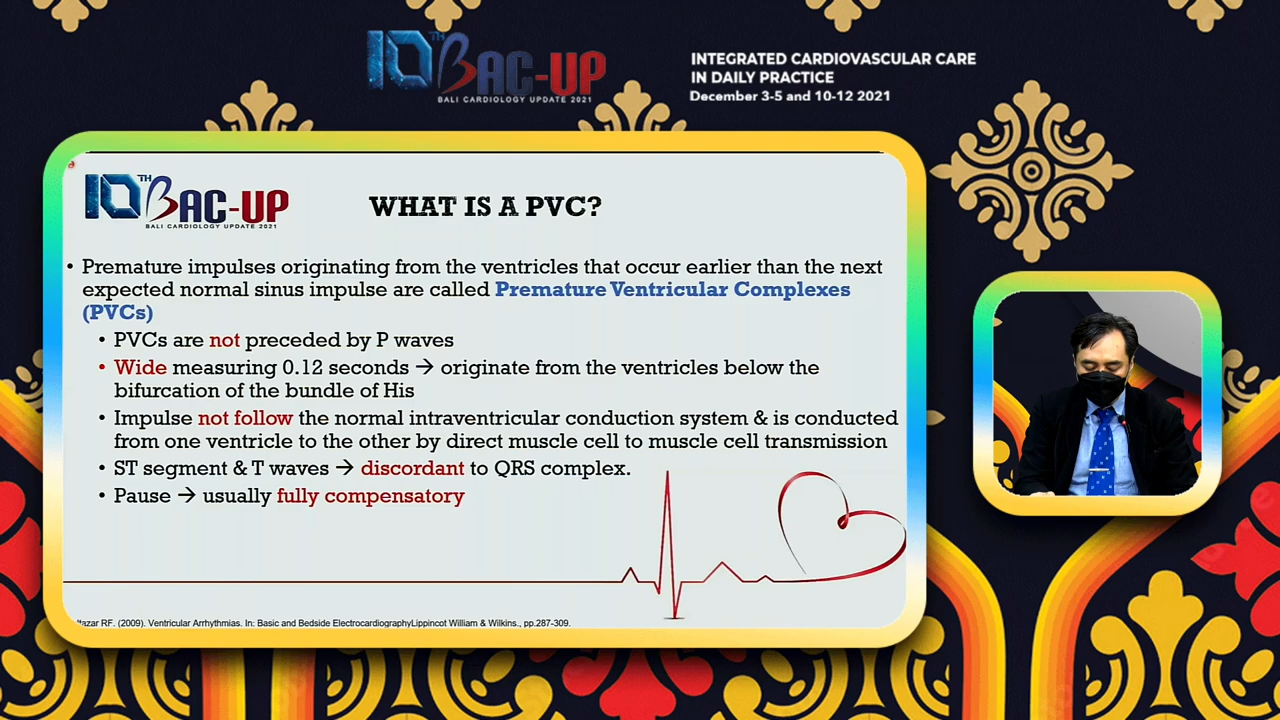 10TH BAC-UP
BALI CARDIOLOGY UPDATE 2021
INTEGRATED CARDIOVASCULAR CARE
IN DAILY PRACTICE
December 3-5 and 10-12 2021
10TH BAC-UP
BALI CARDIOLOGY UPDATE 2021
WHAT IS A PVC?
• Premature impulses originating from the ventricles that occur earlier than the next
expected normal sinus impulse are called Premature Ventricular Complexes
(PVCs)
• PVCs are not preceded by P waves
• Wide measuring 0.12 seconds → originate from the ventricles below the
bifurcation of the bundle of His
• Impulse not follow the normal intraventricular conduction system & is conducted
from one ventricle to the other by direct muscle cell to muscle cell transmission
• ST segment & T waves → discordant to QRS complex.
• Pause → usually fully compensatory
RF. (2009). Ventricular Arrhythmias. In: Basic and Bedside ElectrocardiographyLippincot William & Wilkins., pp.287-309.